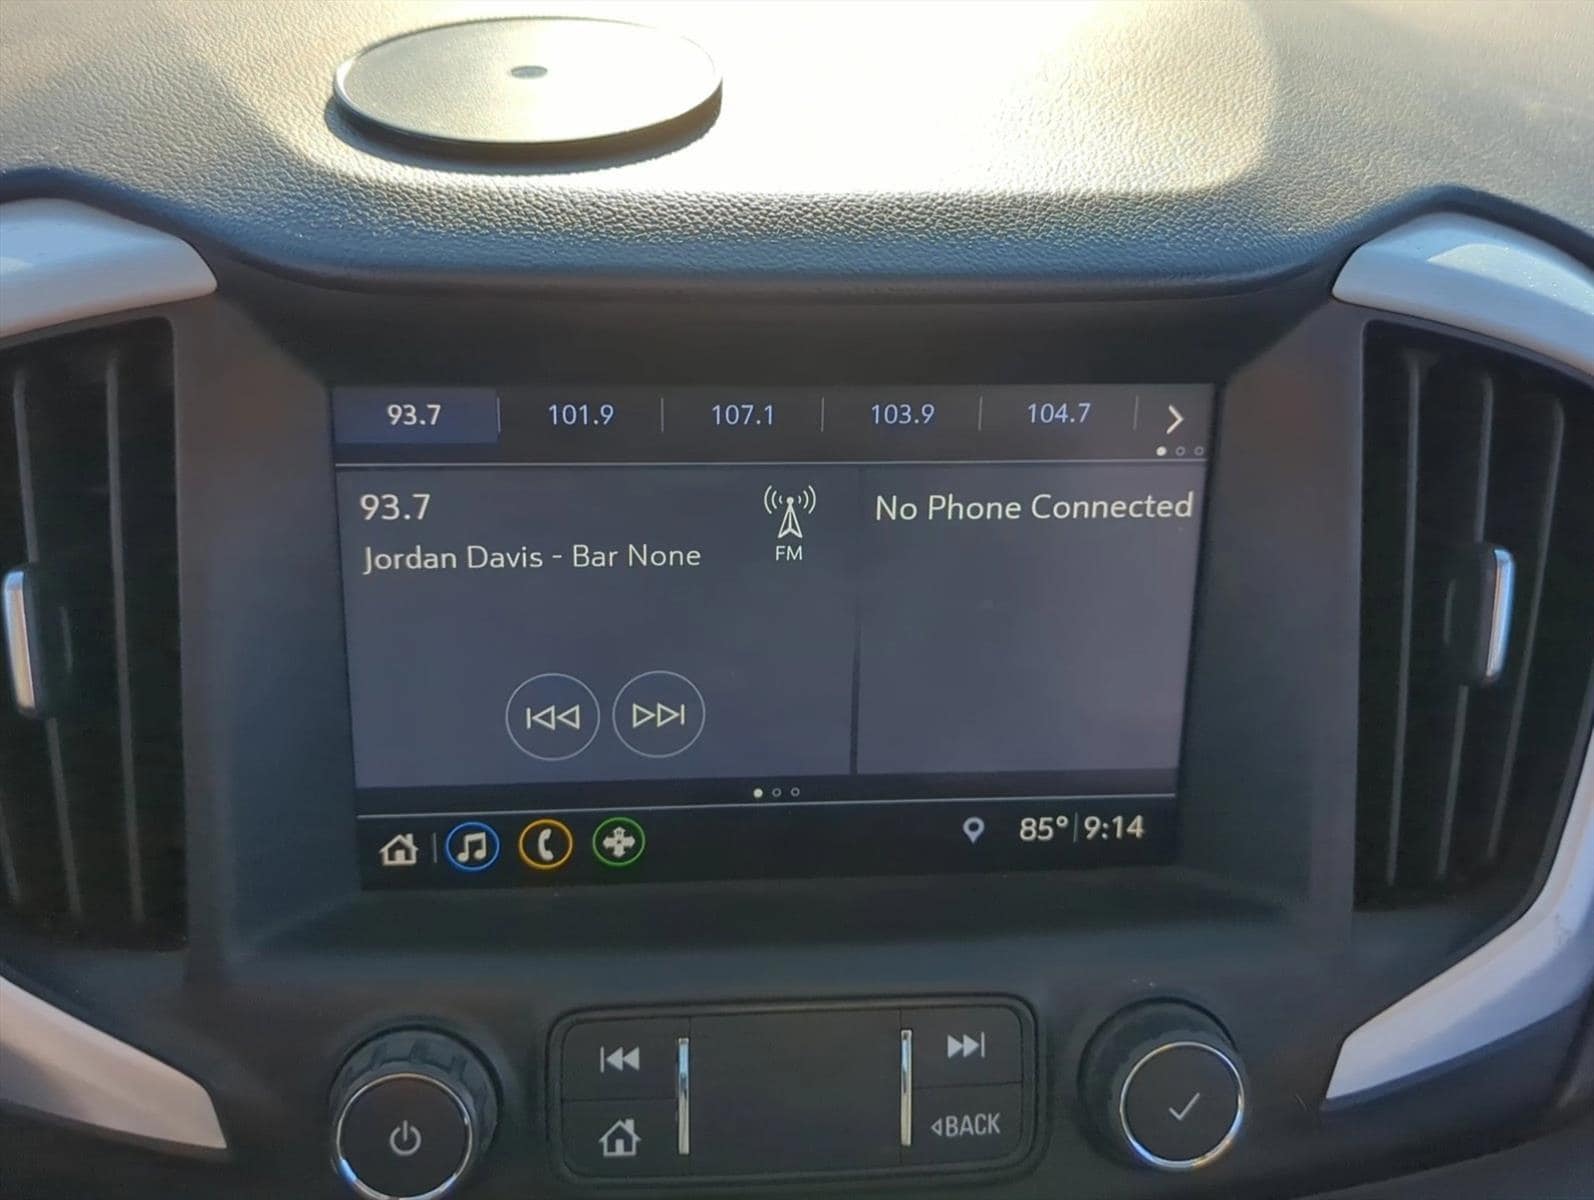 93.7 101.9 107.1 103.9 104.7
93.7
Jordan Davis - Bar None
FM
No Phone Connected
85° 9:14
BACK